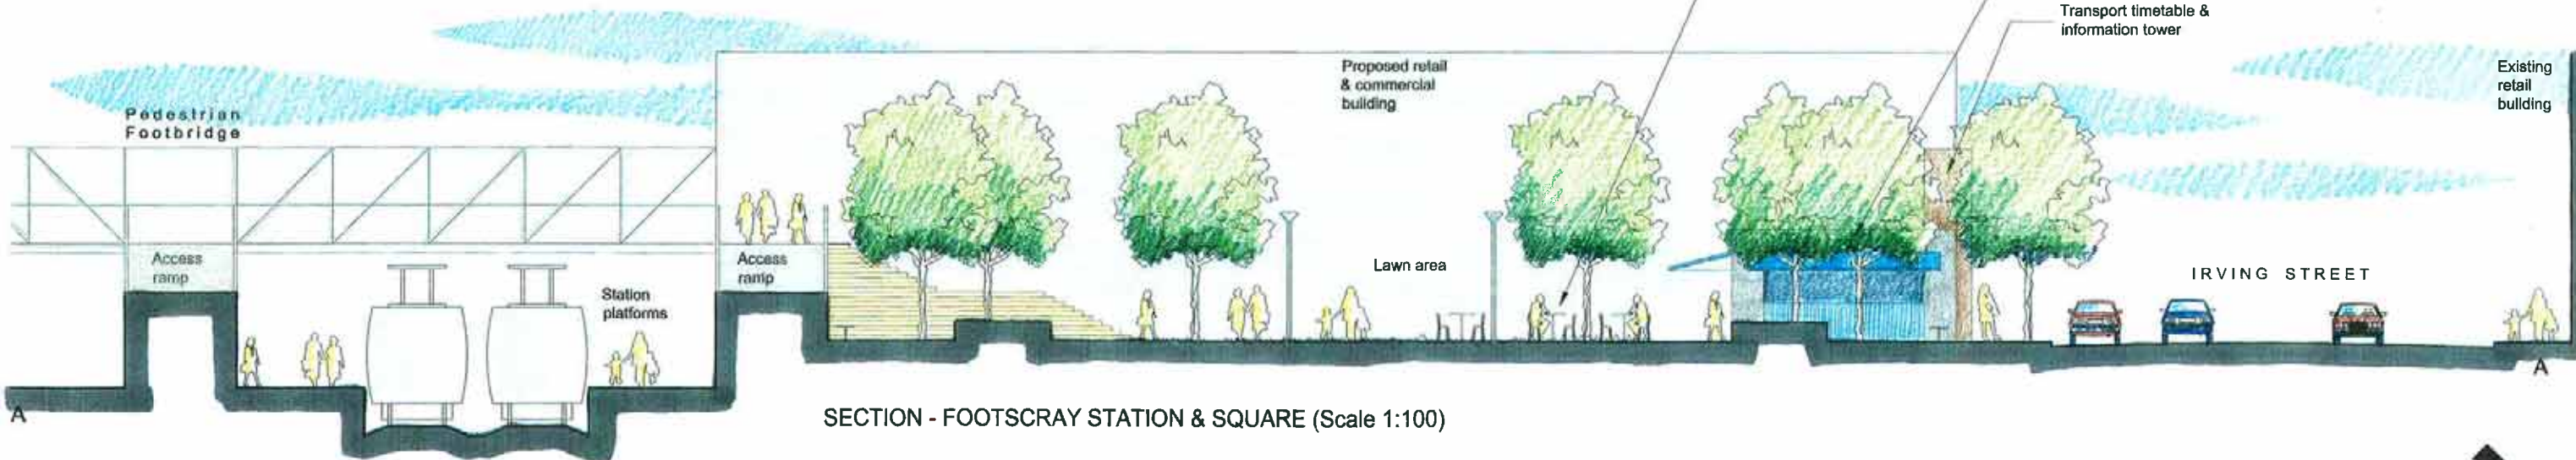 Transport timetable &
information tower
Proposed retail
& commercial
building
Existing
retail
building
Pedestrian
Footbridge
Access
ramp
Station
platforms
Access
ramp
Lawn area
IRVING STREET
A
A
SECTION - FOOTSCRAY STATION & SQUARE (Scale 1:100)